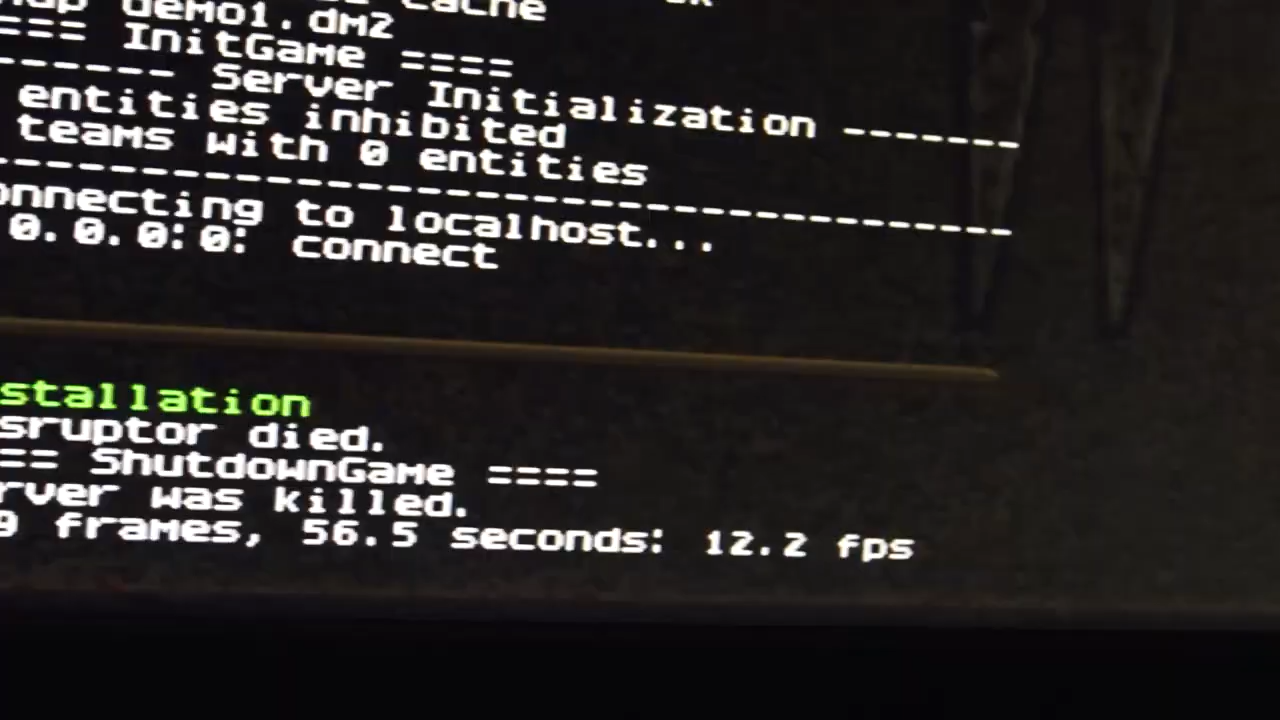 demo1.dm2
=== InitGame ====
------ Server Initialization -------
entities inhibited
teams with 0 entities
-----------------------------------
onnecting to localhost...
0.0.0:0: connect
stallation
sruptor died.
== ShutdownGame ====
rver was killed.
9 frames, 56.5 seconds: 12.2 fps